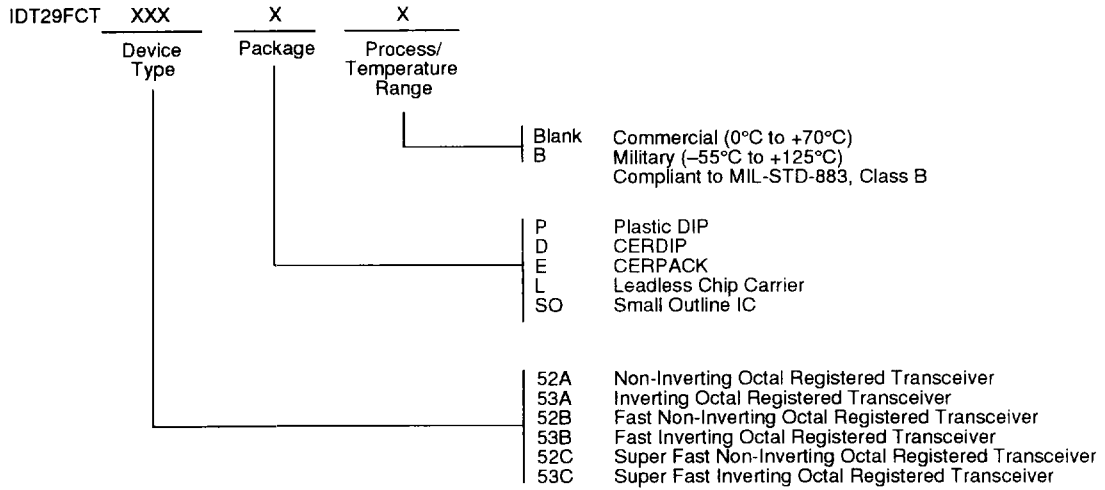 IDT29FCT XXX X X
Device Type
Package
Process/
Temperature
Range
Blank Commercial (0°C to +70°C)
B Military (–55°C to +125°C)
Compliant to MIL-STD-883, Class B
P Plastic DIP
D CERDIP
E CERPACK
L Leadless Chip Carrier
SO Small Outline IC
52A Non-Inverting Octal Registered Transceiver
53A Inverting Octal Registered Transceiver
52B Fast Non-Inverting Octal Registered Transceiver
53B Fast Inverting Octal Registered Transceiver
52C Super Fast Non-Inverting Octal Registered Transceiver
53C Super Fast Inverting Octal Registered Transceiver